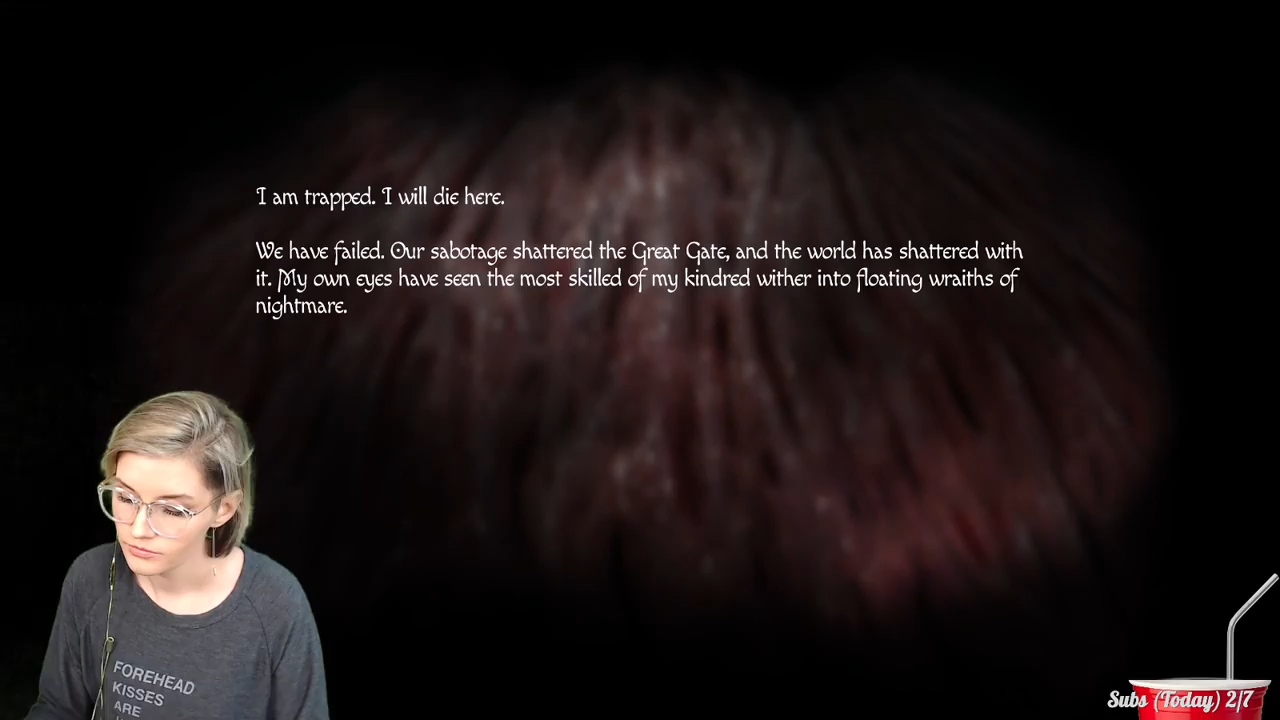 I am trapped. I will die here.
We have failed. Our sabotage shattered the Great Gate, and the world has shattered with
it. My own eyes have seen the most skilled of my kindred wither into floating wraiths of
nightmare.
FOREHEAD
KISSES
ARE
Subs (Today) 2/7